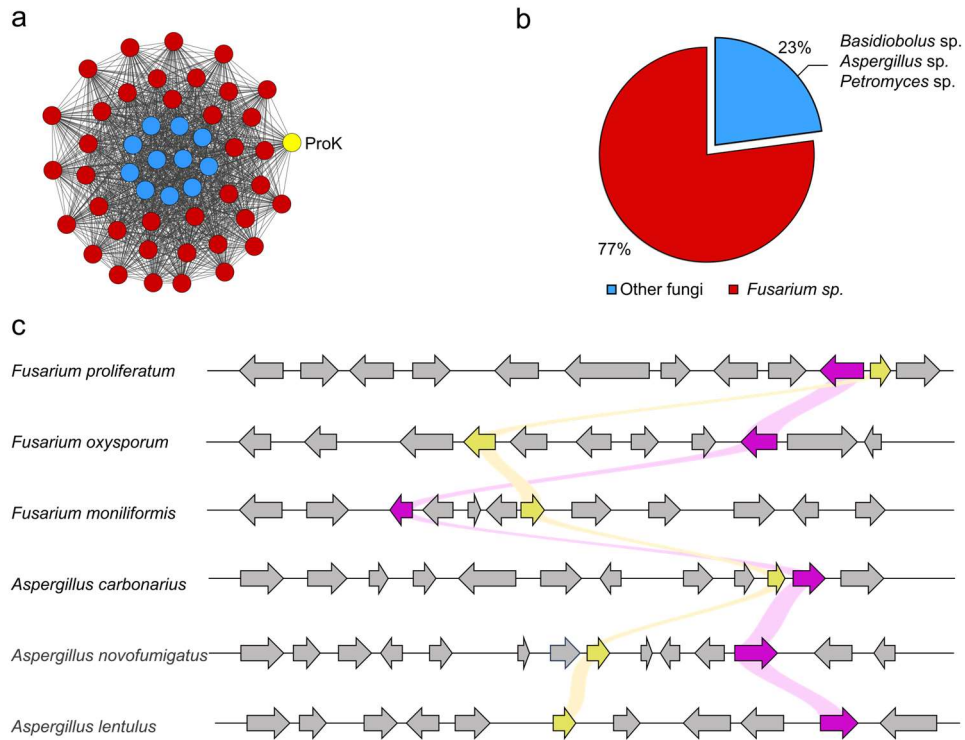 a
ProK
b
23%
Basidiobolus sp.
Aspergillus sp.
Petromyces sp.
77%
Other fungi
Fusarium sp.
c
Fusarium proliferatum
Fusarium oxysporum
Fusarium moniliformis
Aspergillus carbonarius
Aspergillus novofumigatus
Aspergillus lentulus